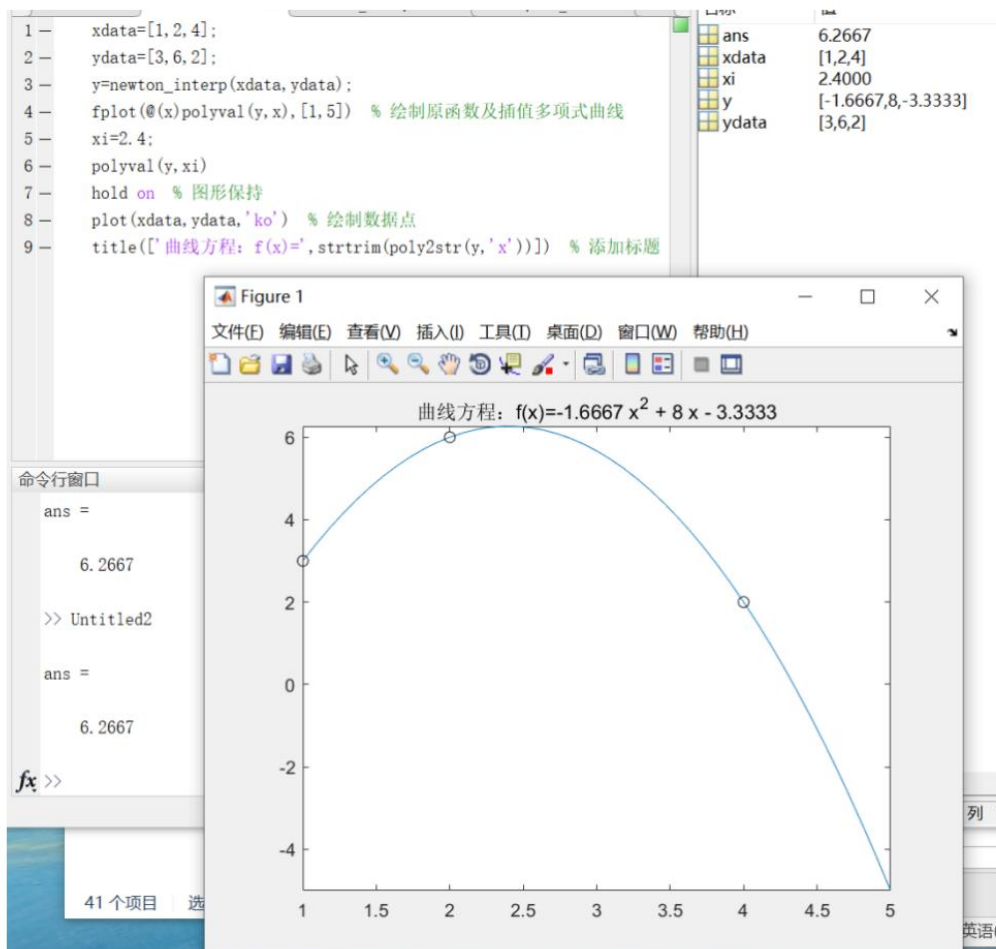 1 — xdata=[1,2,4];
2 — ydata=[3,6,2];
3 — y=newton_interp(xdata,ydata);
4 — fplot(@(x)polyval(y,x),[1,5]) % 绘制原函数及插值多项式曲线
5 — xi=2.4;
6 — polyval(y,xi)
7 — hold on % 图形保持
8 — plot(xdata,ydata,'ko') % 绘制数据点
9 — title(['曲线方程: f(x)=',strtrim(poly2str(y,'x'))]) % 添加标题
ans 6.2667
xdata [1,2,4]
xi 2.4000
y [-1.6667,8,-3.3333]
ydata [3,6,2]
Figure 1
文件(F) 编辑(E) 查看(V) 插入(I) 工具(T) 桌面(D) 窗口(W) 帮助(H)
曲线方程：f(x)=-1.6667 x² + 8 x - 3.3333
6
4
2
0
-2
-4
1 1.5 2 2.5 3 3.5 4 4.5 5
命令行窗口
ans =
6.2667
>> Untitled2
ans =
6.2667
fx >>
列
41 个项目 选
英语(